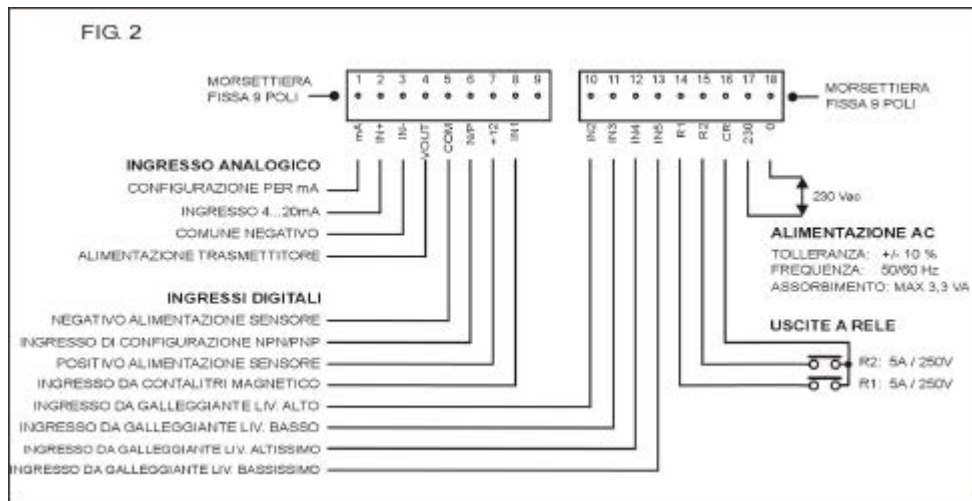 FIG. 2
MORSETTIERA
FISSA 9 POLI
1 2 3 4 5 6 7 8 9
mA IN+ IN- VOUT COM N/P +12 IN1
10 11 12 13 14 15 16 17 18
IN2 IN3 IN4 IN5 R1 R2 CR 230 0
MORSETTIERA
FISSA 9 POLI
INGRESSO ANALOGICO
CONFIGURAZIONE PER mA
INGRESSO 4...20mA
COMUNE NEGATIVO
ALIMENTAZIONE TRASMETTITORE
INGRESSI DIGITALI
NEGATIVO ALIMENTAZIONE SENSORE
INGRESSO DI CONFIGURAZIONE NPN/PNP
POSITIVO ALIMENTAZIONE SENSORE
INGRESSO DA CONTALITRI MAGNETICO
INGRESSO DA GALLEGGIANTE LIV. ALTO
INGRESSO DA GALLEGGIANTE LIV. BASSO
INGRESSO DA GALLEGGIANTE LIV. ALTISSIMO
INGRESSO DA GALLEGGIANTE LIV. BASSISSIMO
230 Vac
ALIMENTAZIONE AC
TOLLERANZA: +/- 10 %
FREQUENZA: 50/60 Hz
ASSORBIMENTO: MAX 3,3 VA
USCITE A RELE
R2: 5A / 250V
R1: 5A / 250V